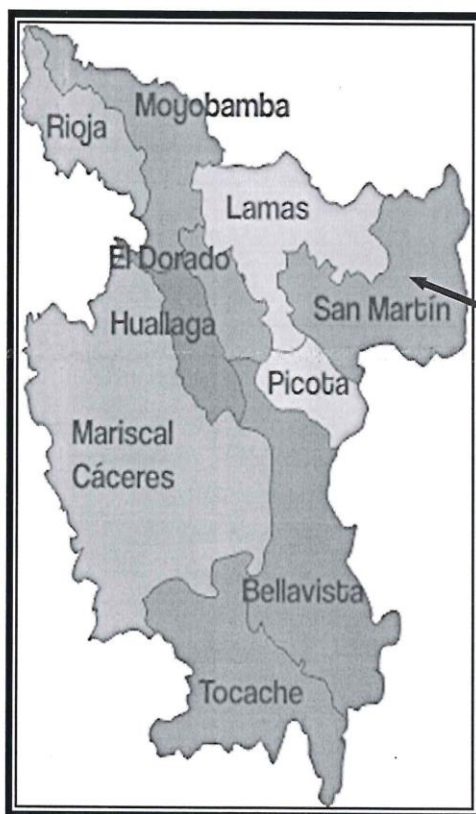 Moyobamba
Rioja
Lamas
El Dorado
San Martín
Huallaga
Picota
Mariscal
Cáceres
Bellavista
Tocache